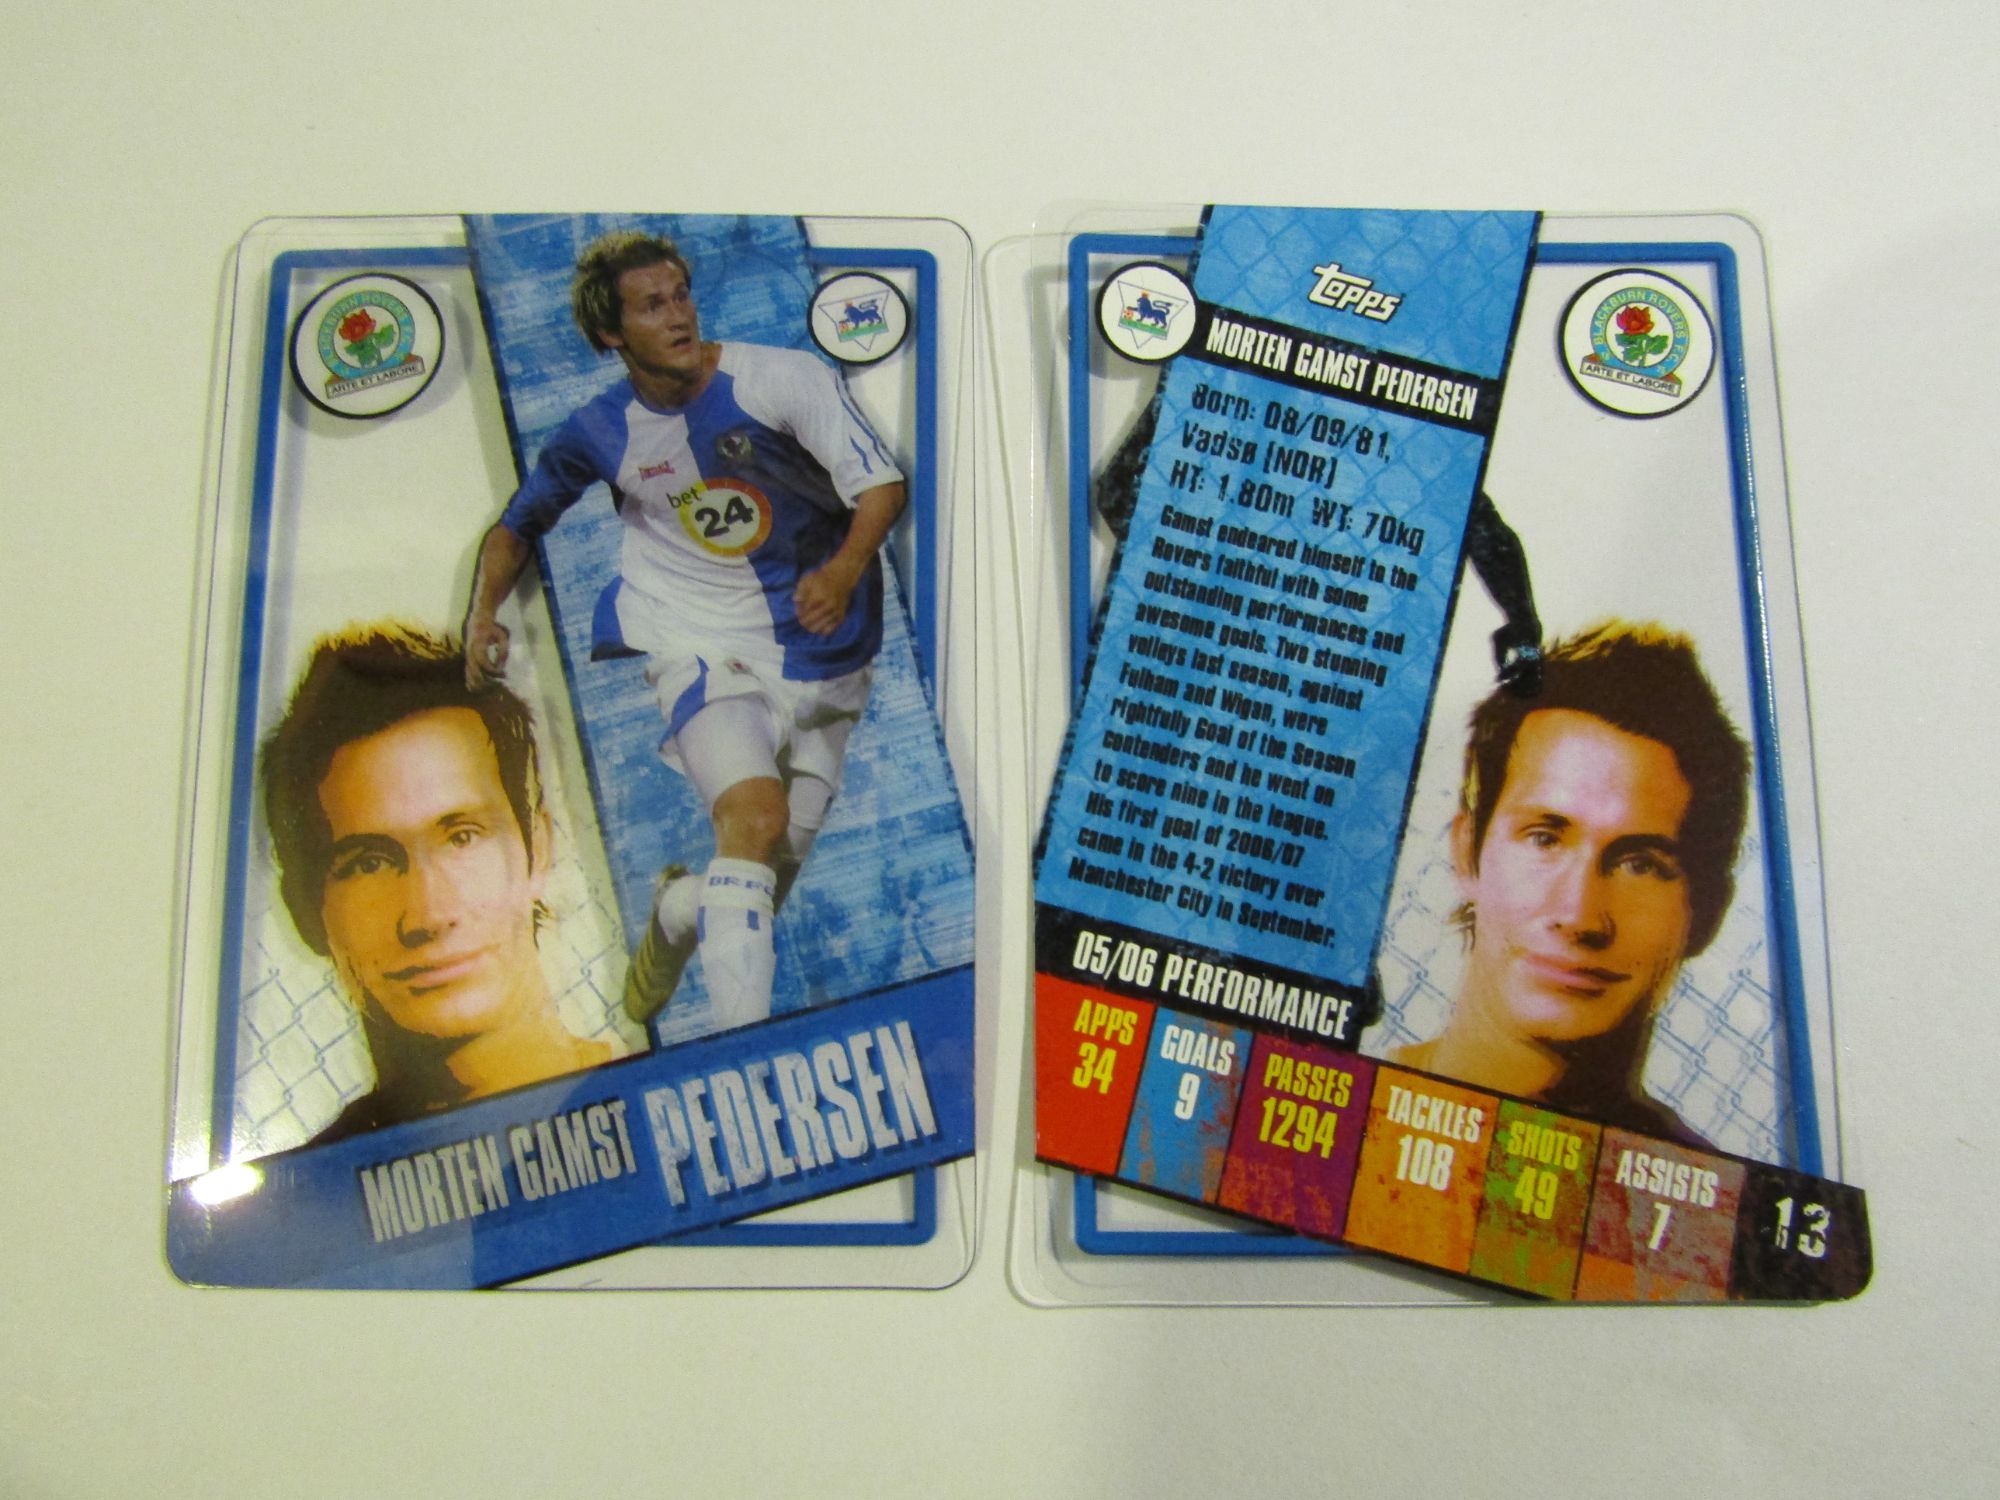 BLACKBURN ROVERS F.C.
ARTE ET LABORE
bet
24
BRFC
MORTEN GAMST PEDERSEN
topps
BLACKBURN ROVERS F.C.
ARTE ET LABORE
MORTEN GAMST PEDERSEN
Born: 08/09/81,
Vadsø [NOR]
HT: 1.80m WT: 70kg
Gamst endeared himself to the
Rovers faithful with some
outstanding performances and
awesome goals. Two stunning
volleys last season, against
Fulham and Wigan, were
rightfully Goal of the Season
contenders and he went on
to score nine in the league.
His first goal of 2006/07
came in the 4-2 victory over
Manchester City in September.
05/06 PERFORMANCE
APPS
34
GOALS
9
PASSES
1294
TACKLES
108
SHOTS
49
ASSISTS
7
13